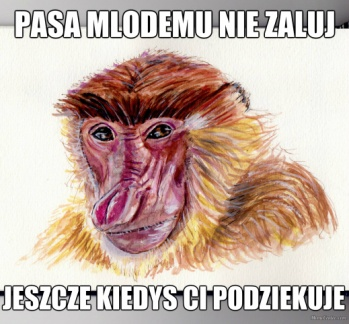 PASA MLODEMU NIE ZALUJ
JESZCZE KIEDYS CI PODZIEKUJE